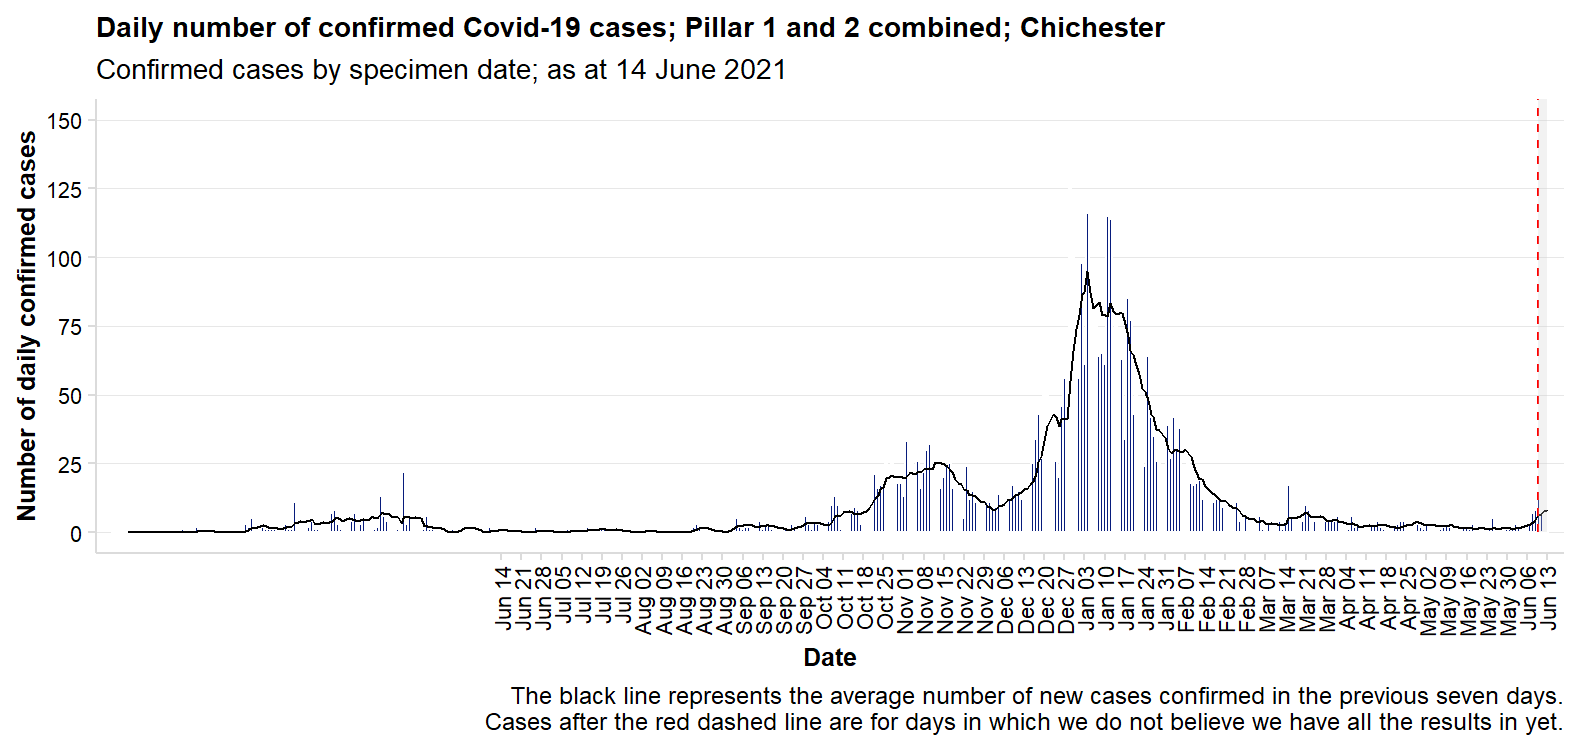 Daily number of confirmed Covid-19 cases; Pillar 1 and 2 combined; Chichester
Confirmed cases by specimen date; as at 14 June 2021
Number of daily confirmed cases
150
125
100
75
50
25
0
Jun 14
Jun 21
Jun 28
Jul 05
Jul 12
Jul 19
Jul 26
Aug 02
Aug 09
Aug 16
Aug 23
Aug 30
Sep 06
Sep 13
Sep 20
Sep 27
Oct 04
Oct 11
Oct 18
Oct 25
Nov 01
Nov 08
Nov 15
Nov 22
Nov 29
Dec 06
Dec 13
Dec 20
Dec 27
Jan 03
Jan 10
Jan 17
Jan 24
Jan 31
Feb 07
Feb 14
Feb 21
Feb 28
Mar 07
Mar 14
Mar 21
Mar 28
Apr 04
Apr 11
Apr 18
Apr 25
May 02
May 09
May 16
May 23
May 30
Jun 06
Jun 13
Date
The black line represents the average number of new cases confirmed in the previous seven days.
Cases after the red dashed line are for days in which we do not believe we have all the results in yet.